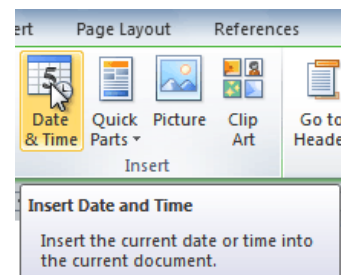 ert Page Layout References
5
Date & Time
Quick Parts
Picture
Clip Art
Go to Heade
Insert
Insert Date and Time
Insert the current date or time into
the current document.